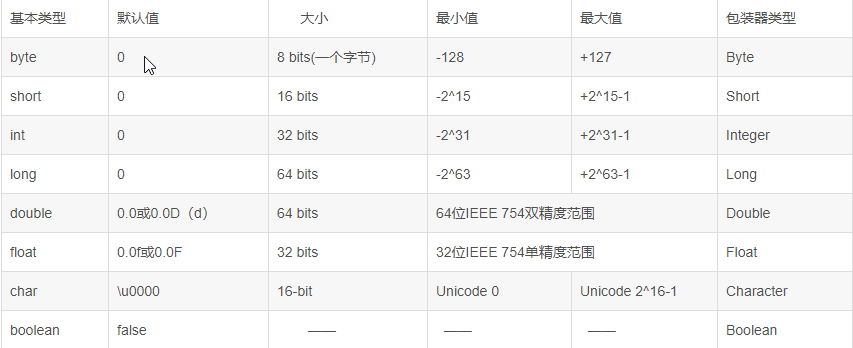 基本类型 默认值 大小 最小值 最大值 包装器类型
byte 0 8 bits(一个字节) -128 +127 Byte
short 0 16 bits -2^15 +2^15-1 Short
int 0 32 bits -2^31 +2^31-1 Integer
long 0 64 bits -2^63 +2^63-1 Long
double 0.0或0.0D（d） 64 bits 64位IEEE 754双精度范围 Double
float 0.0f或0.0F 32 bits 32位IEEE 754单精度范围 Float
char \u0000 16-bit Unicode 0 Unicode 2^16-1 Character
boolean false —— —— —— Boolean